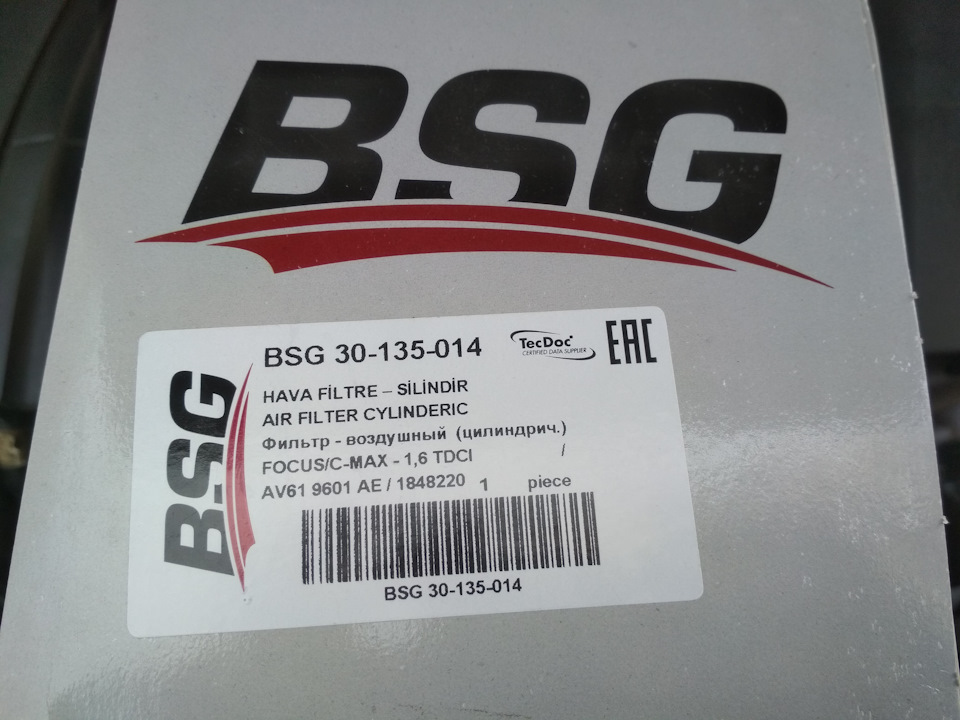 BSG
BSG 30-135-014
TecDoc
CERTIFIED DATA SUPPLIER
EAC
BSG
HAVA FİLTRE – SİLİNDİR
AIR FILTER CYLINDERIC
Фильтр - воздушный (цилиндрич.)
FOCUS/C-MAX - 1,6 TDCI /
AV61 9601 AE / 1848220 1 piece
BSG 30-135-014